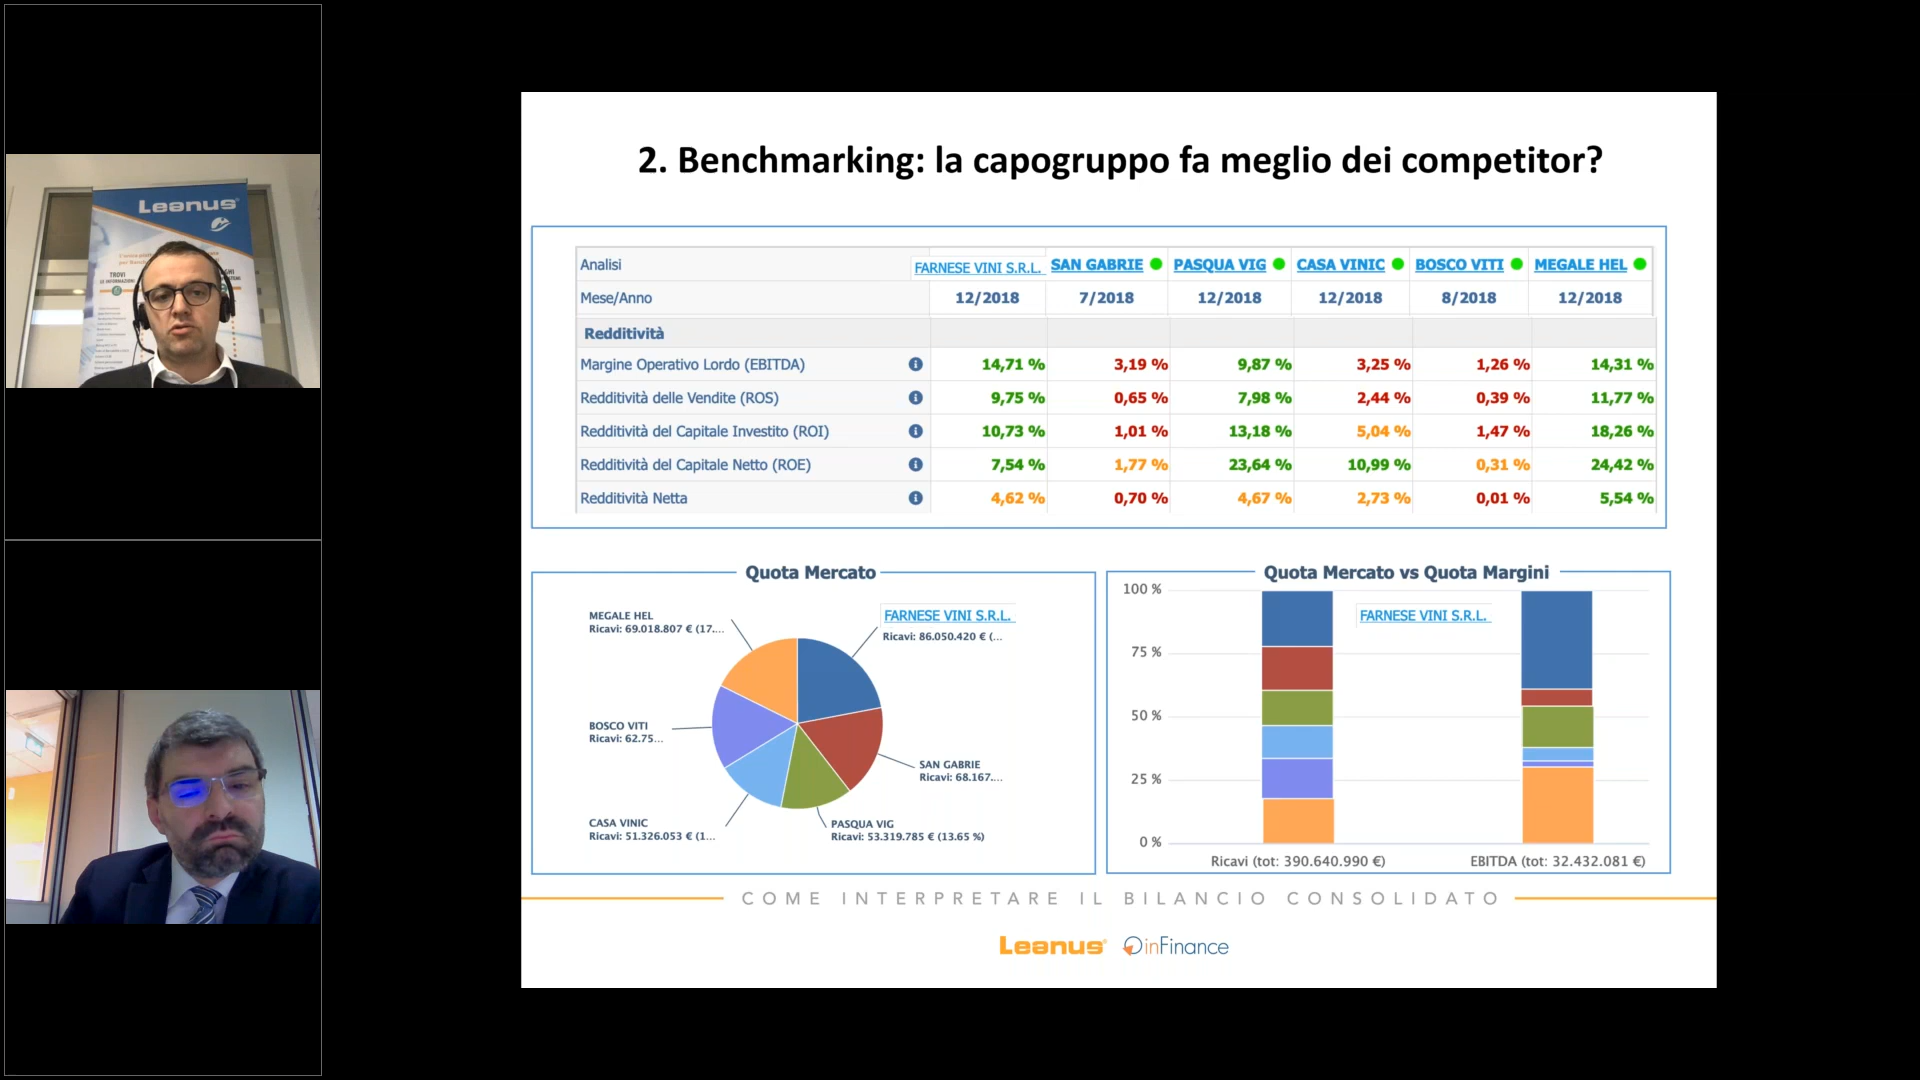 Leanus
TROVI
2. Benchmarking: la capogruppo fa meglio dei competitor?
Analisi FARNESE VINI S.R.L. SAN GABRIE PASQUA VIG CASA VINIC BOSCO VITI MEGALE HEL
Mese/Anno 12/2018 7/2018 12/2018 12/2018 8/2018 12/2018
Redditività
Margine Operativo Lordo (EBITDA) 14,71 % 3,19 % 9,87 % 3,25 % 1,26 % 14,31 %
Redditività delle Vendite (ROS) 9,75 % 0,65 % 7,98 % 2,44 % 0,39 % 11,77 %
Redditività del Capitale Investito (ROI) 10,73 % 1,01 % 13,18 % 5,04 % 1,47 % 18,26 %
Redditività del Capitale Netto (ROE) 7,54 % 1,77 % 23,64 % 10,99 % 0,31 % 24,42 %
Redditività Netta 4,62 % 0,70 % 4,67 % 2,73 % 0,01 % 5,54 %
Quota Mercato
MEGALE HEL
Ricavi: 69.018.807 € (17....
FARNESE VINI S.R.L.
Ricavi: 86.050.420 € (...
BOSCO VITI
Ricavi: 62.75...
SAN GABRIE
Ricavi: 68.167....
CASA VINIC
Ricavi: 51.326.053 € (1...
PASQUA VIG
Ricavi: 53.319.785 € (13.65 %)
Quota Mercato vs Quota Margini
100 %
75 %
50 %
25 %
0 %
FARNESE VINI S.R.L.
Ricavi (tot: 390.640.990 €) EBITDA (tot: 32.432.081 €)
COME INTERPRETARE IL BILANCIO CONSOLIDATO
Leanus inFinance